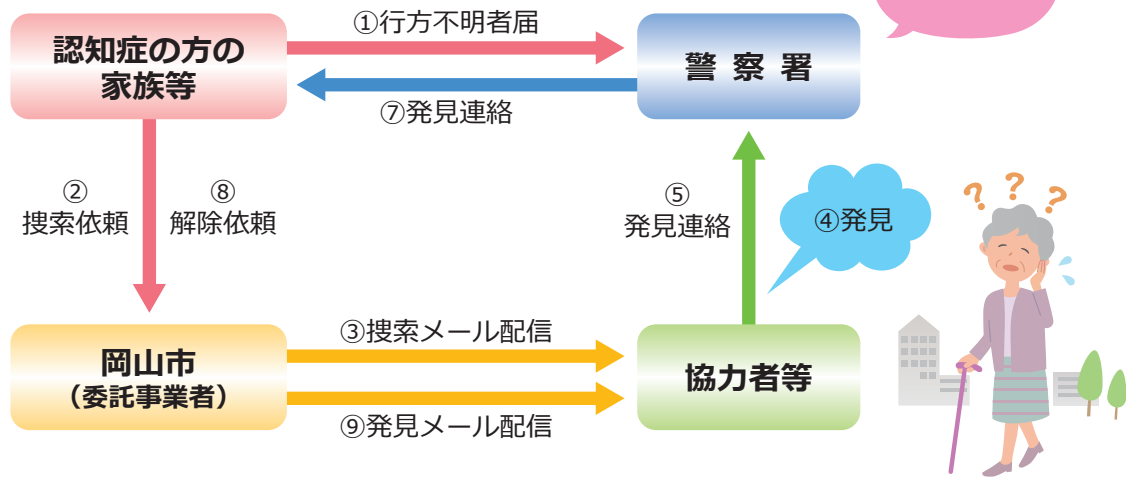 ①行方不明者届
認知症の方の
家族等
警察署
⑦発見連絡
②
捜索依頼
⑧
解除依頼
⑤
発見連絡
④発見
? ? ?
岡山市
（委託事業者）
③捜索メール配信
協力者等
⑨発見メール配信